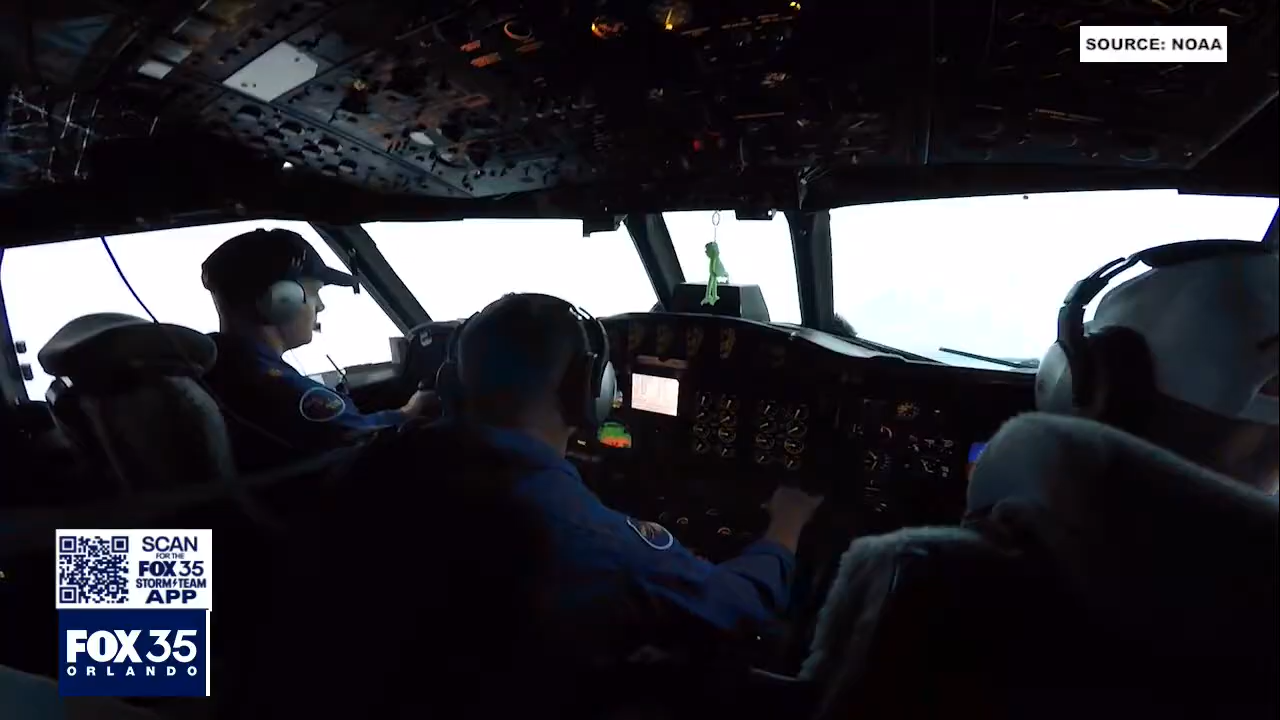 SOURCE: NOAA
SCAN
FOR THE
FOX 35
STORM TEAM
APP
FOX 35
ORLANDO